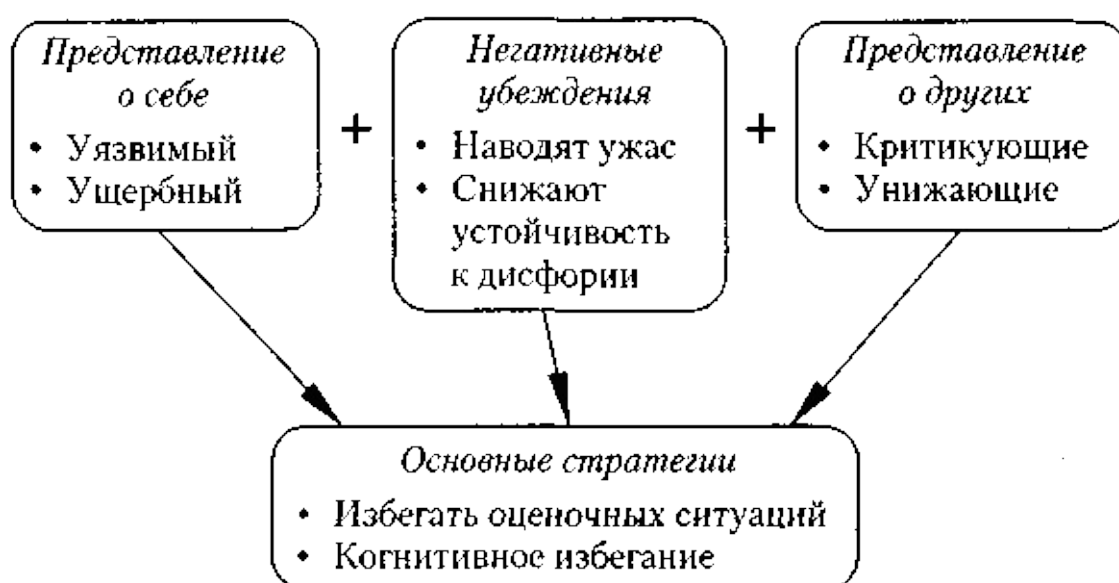 Представление
о себе
• Уязвимый
• Ущербный
+
Негативные
убеждения
• Наводят ужас
• Снижают
устойчивость
к дисфории
+
Представление
о других
• Критикующие
• Унижающие
Основные стратегии
• Избегать оценочных ситуаций
• Когнитивное избегание